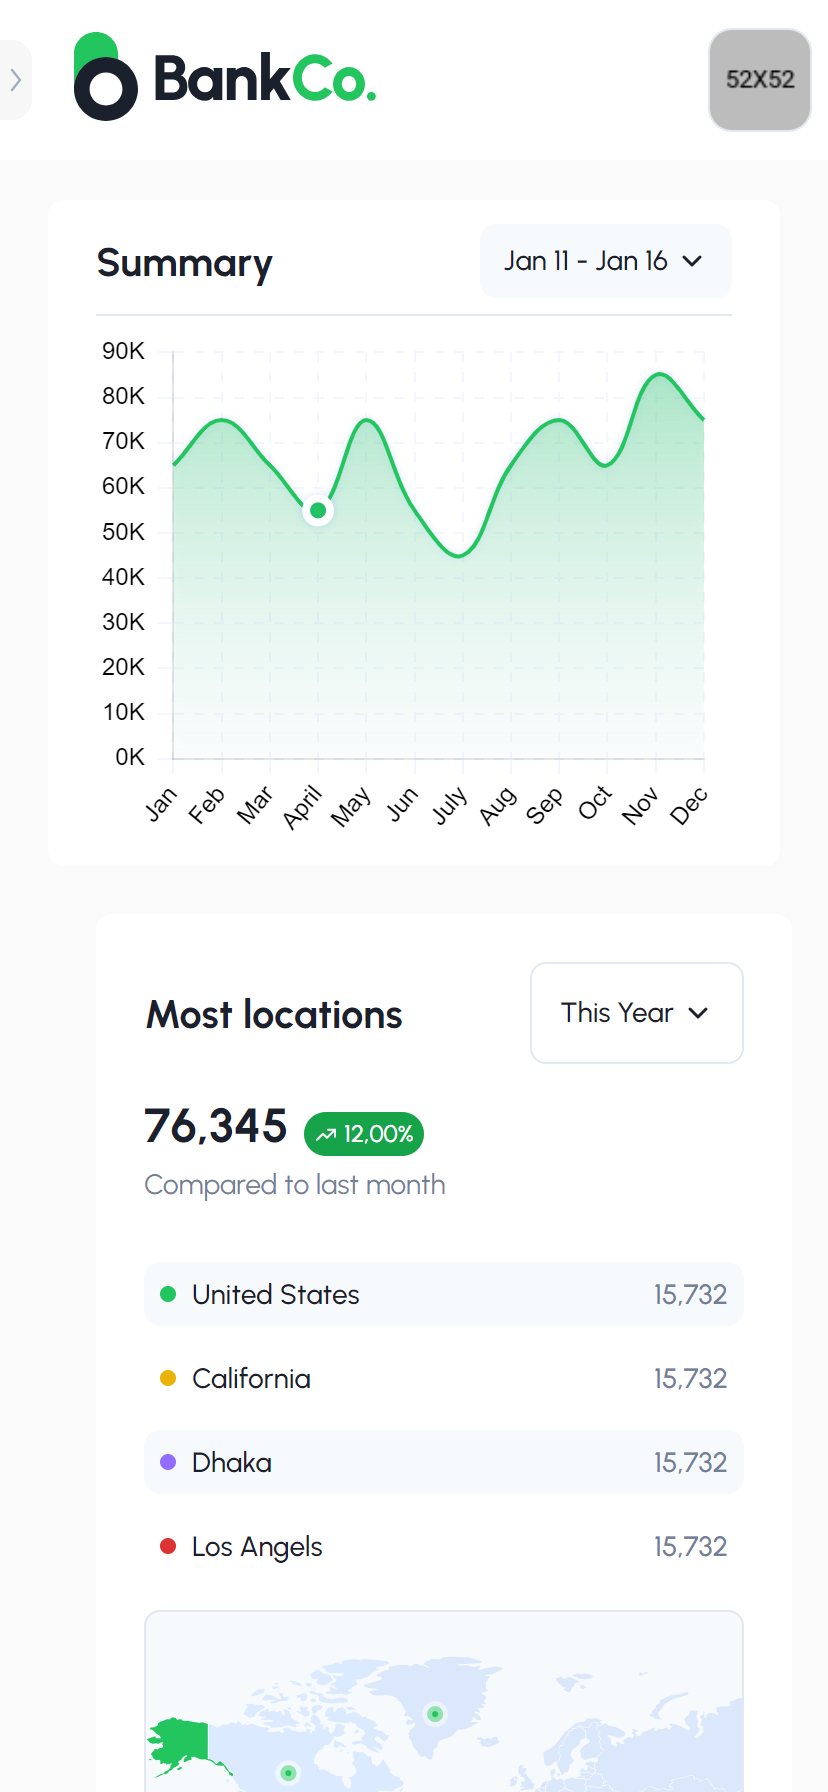 BankCo.
52X52
Summary
Jan 11 - Jan 16
90K
80K
70K
60K
50K
40K
30K
20K
10K
0K
Jan Feb Mar April May Jun July Aug Sep Oct Nov Dec
Most locations
This Year
76,345 12,00%
Compared to last month
United States 15,732
California 15,732
Dhaka 15,732
Los Angels 15,732